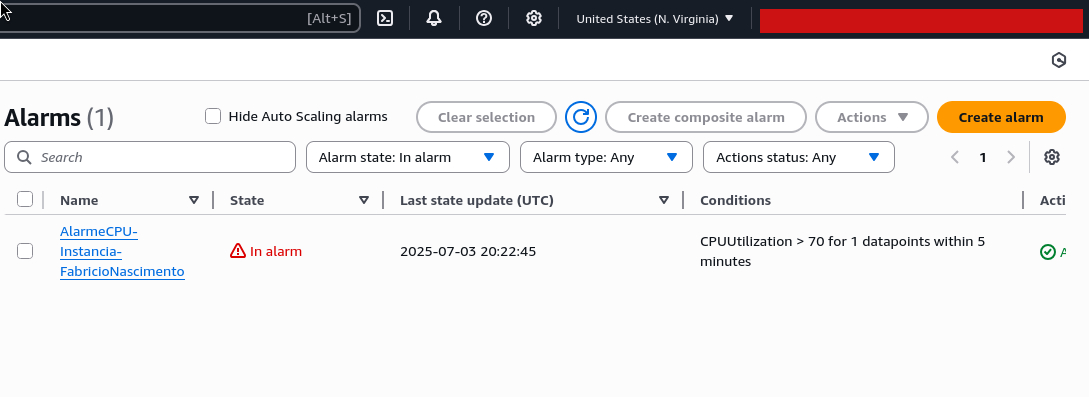 [Alt+S]
United States (N. Virginia)
Alarms (1)
Hide Auto Scaling alarms
Clear selection
Create composite alarm
Actions
Create alarm
Search
Alarm state: In alarm
Alarm type: Any
Actions status: Any
1
Name
State
Last state update (UTC)
Conditions
Acti
AlarmeCPU-
Instancia-
FabricioNascimento
In alarm
2025-07-03 20:22:45
CPUUtilization > 70 for 1 datapoints within 5
minutes
A